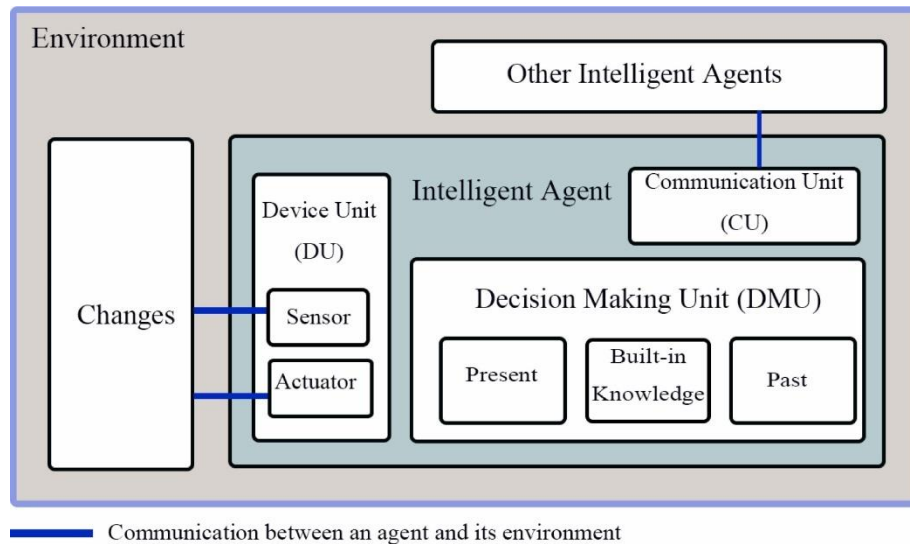 Environment
Other Intelligent Agents
Intelligent Agent
Communication Unit
(CU)
Device Unit
(DU)
Sensor
Actuator
Changes
Decision Making Unit (DMU)
Present
Built-in
Knowledge
Past
Communication between an agent and its environment